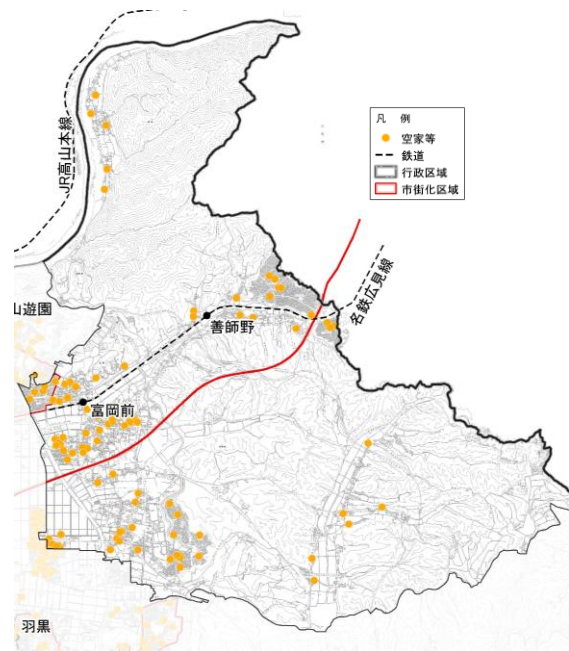 凡 例
空家等
鉄道
行政区域
市街化区域
JR高山本線
名鉄広見線
山遊園
善師野
富岡前
羽黒